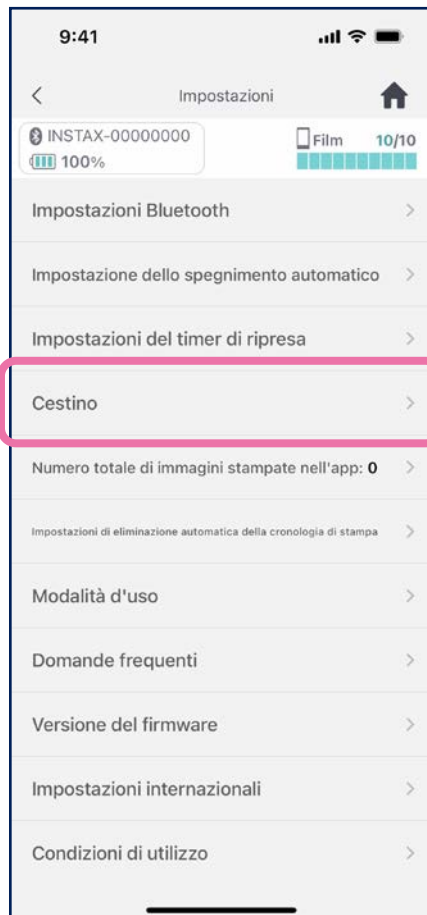 9:41
Impostazioni
INSTAX-00000000
Film 10/10
100%
Impostazioni Bluetooth
Impostazione dello spegnimento automatico
Impostazioni del timer di ripresa
Cestino
Numero totale di immagini stampate nell'app: 0
Impostazioni di eliminazione automatica della cronologia di stampa
Modalità d'uso
Domande frequenti
Versione del firmware
Impostazioni internazionali
Condizioni di utilizzo